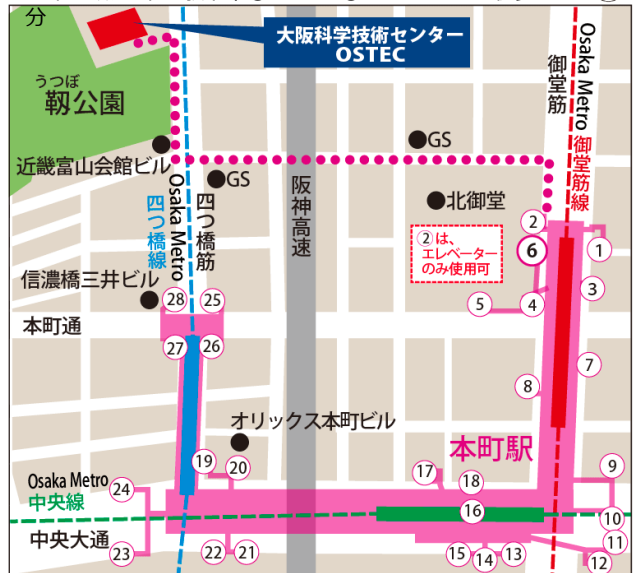 分
大阪科学技術センター
OSTEC
うつぼ
靱公園
近畿富山会館ビル
GS
GS
北御堂
Osaka Metro
四つ橋線
四つ橋筋
阪神高速
御堂筋
Osaka Metro 御堂筋線
②は、
エレベーター
のみ使用可
2
6
1
3
4
5
信濃橋三井ビル
28
25
本町通
27
26
7
8
オリックス本町ビル
本町駅
19
20
17
18
9
Osaka Metro
中央線
24
16
10
中央大通
23
22
21
15
14
13
11
12